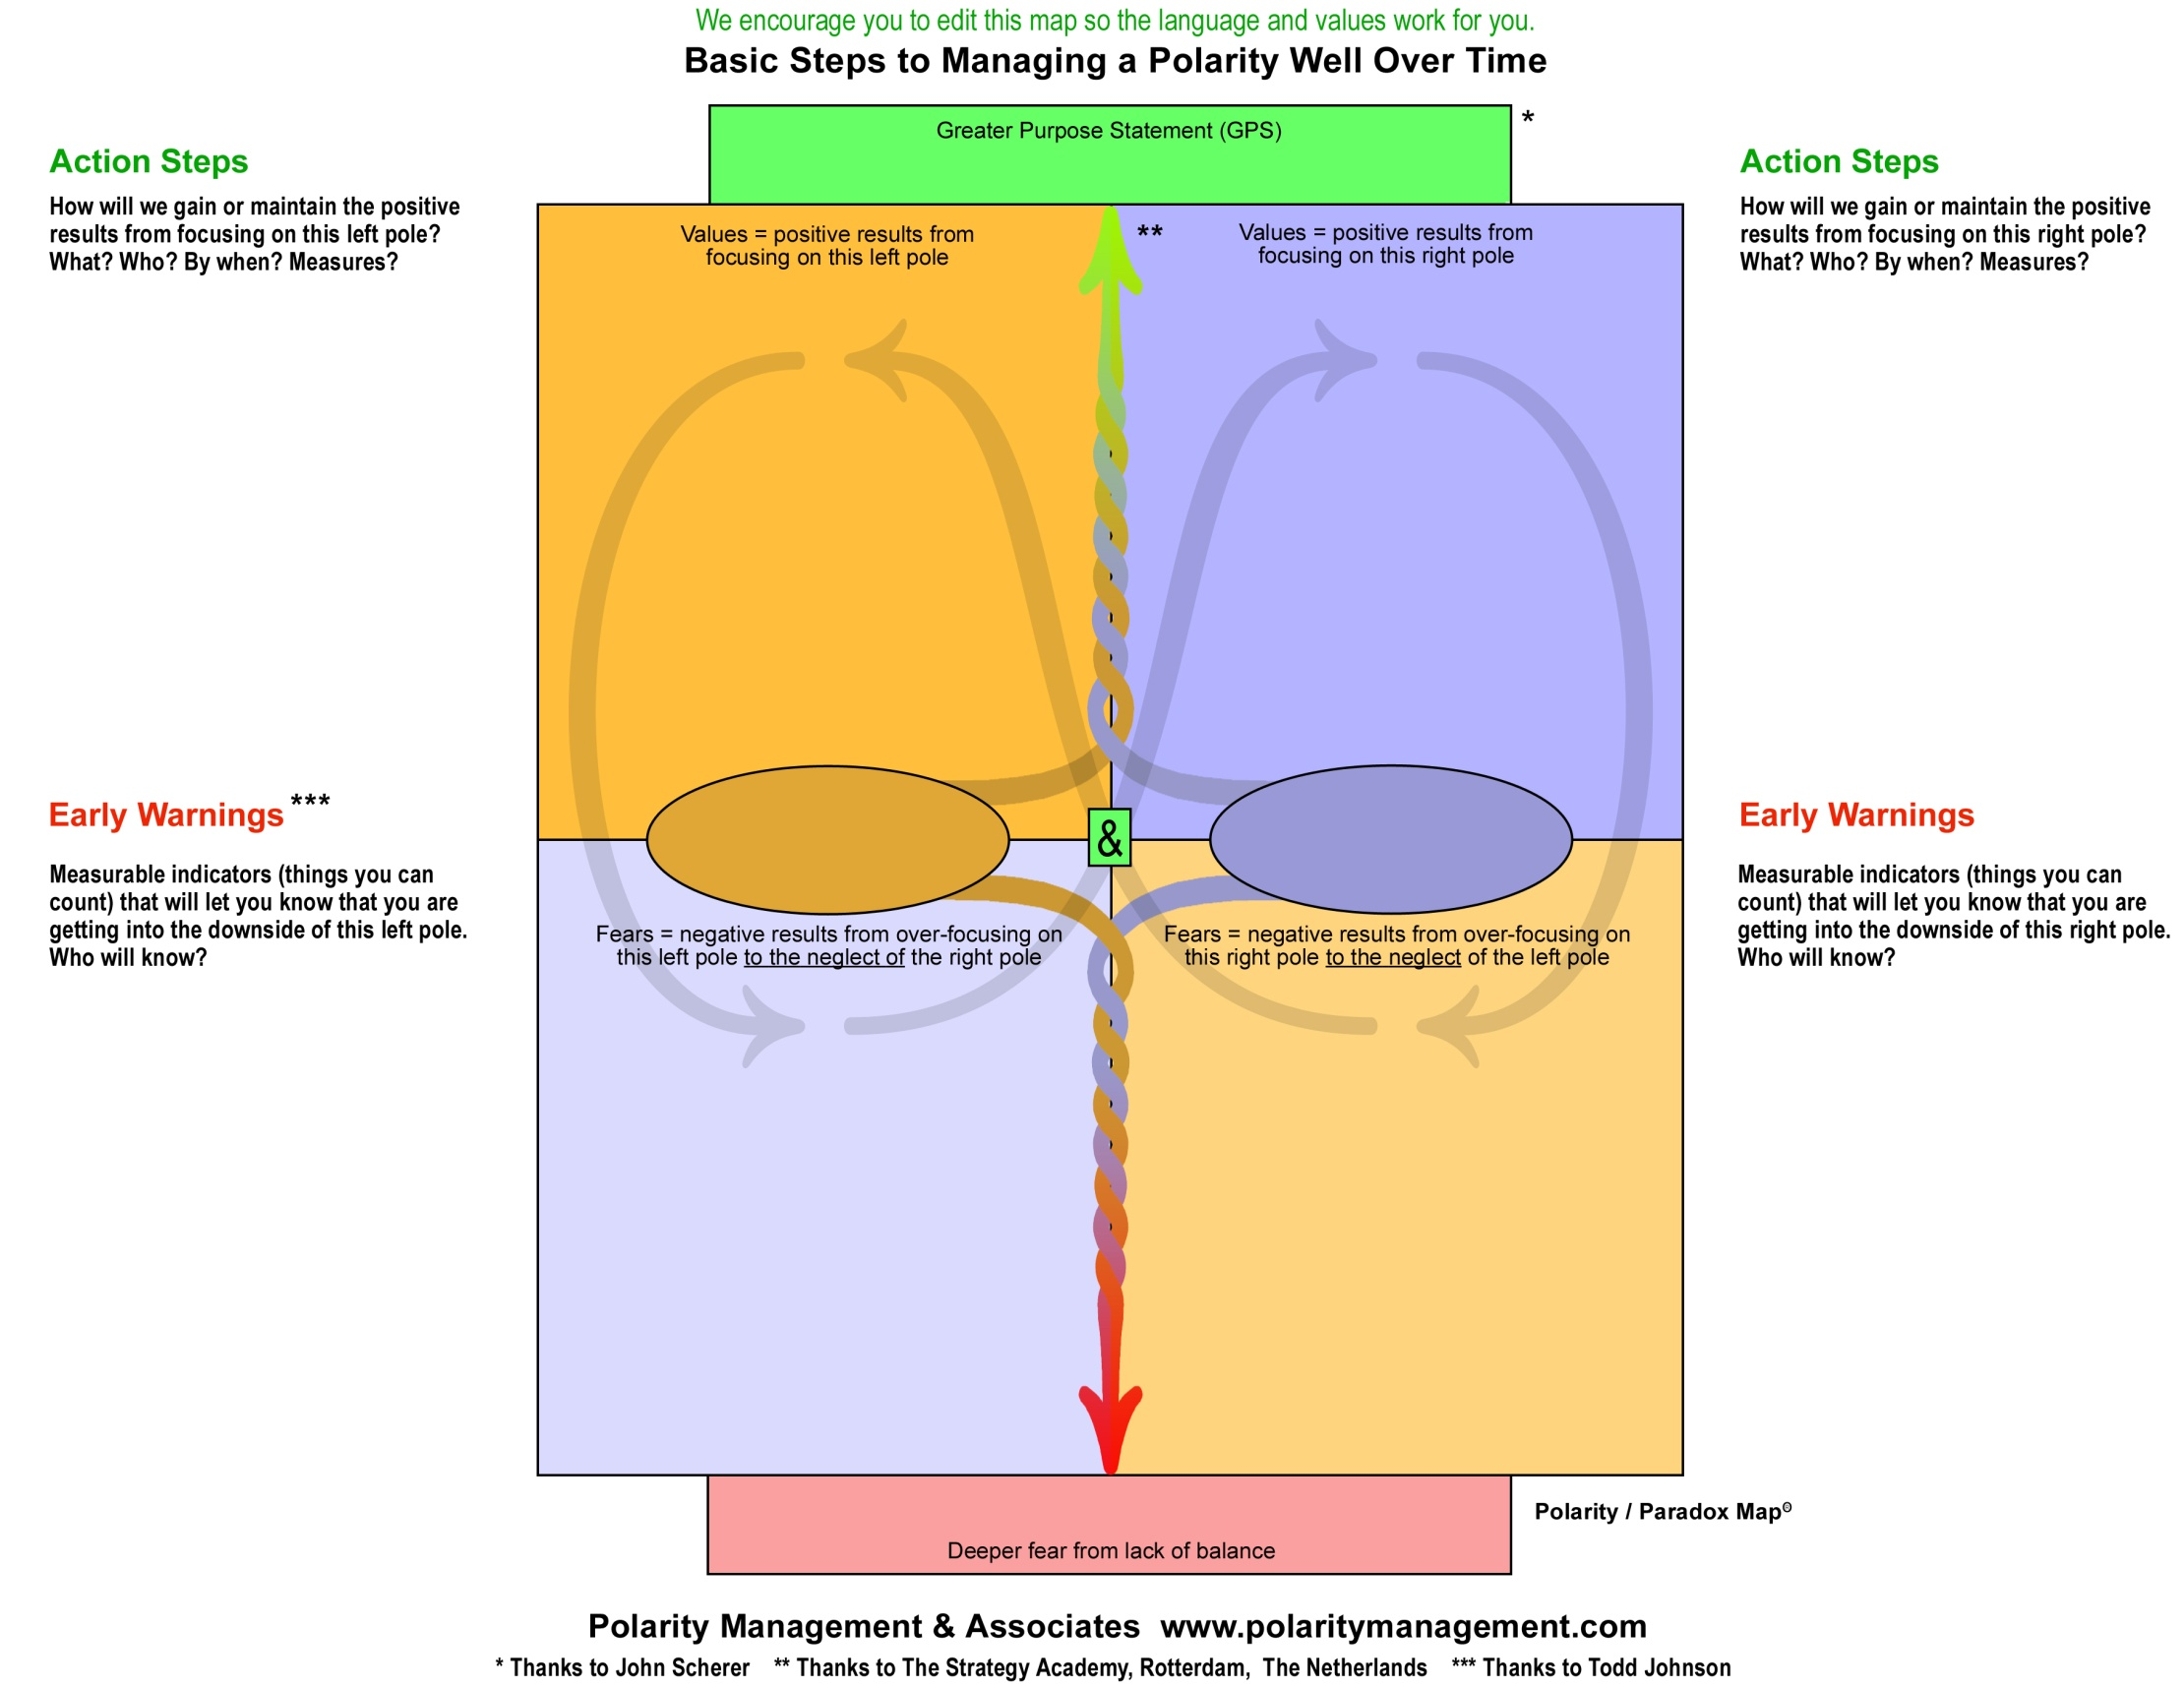 We encourage you to edit this map so the language and values work for you.
Basic Steps to Managing a Polarity Well Over Time
Greater Purpose Statement (GPS)
*
Action Steps
How will we gain or maintain the positive
results from focusing on this left pole?
What? Who? By when? Measures?
Values = positive results from
focusing on this left pole
**
Values = positive results from
focusing on this right pole
Action Steps
How will we gain or maintain the positive
results from focusing on this right pole?
What? Who? By when? Measures?
Early Warnings ***
Measurable indicators (things you can
count) that will let you know that you are
getting into the downside of this left pole.
Who will know?
&
Fears = negative results from over-focusing on
this left pole to the neglect of the right pole
Fears = negative results from over-focusing on
this right pole to the neglect of the left pole
Early Warnings
Measurable indicators (things you can
count) that will let you know that you are
getting into the downside of this right pole.
Who will know?
Deeper fear from lack of balance
Polarity / Paradox Map
Polarity Management & Associates www.polaritymanagement.com
* Thanks to John Scherer ** Thanks to The Strategy Academy, Rotterdam, The Netherlands *** Thanks to Todd Johnson